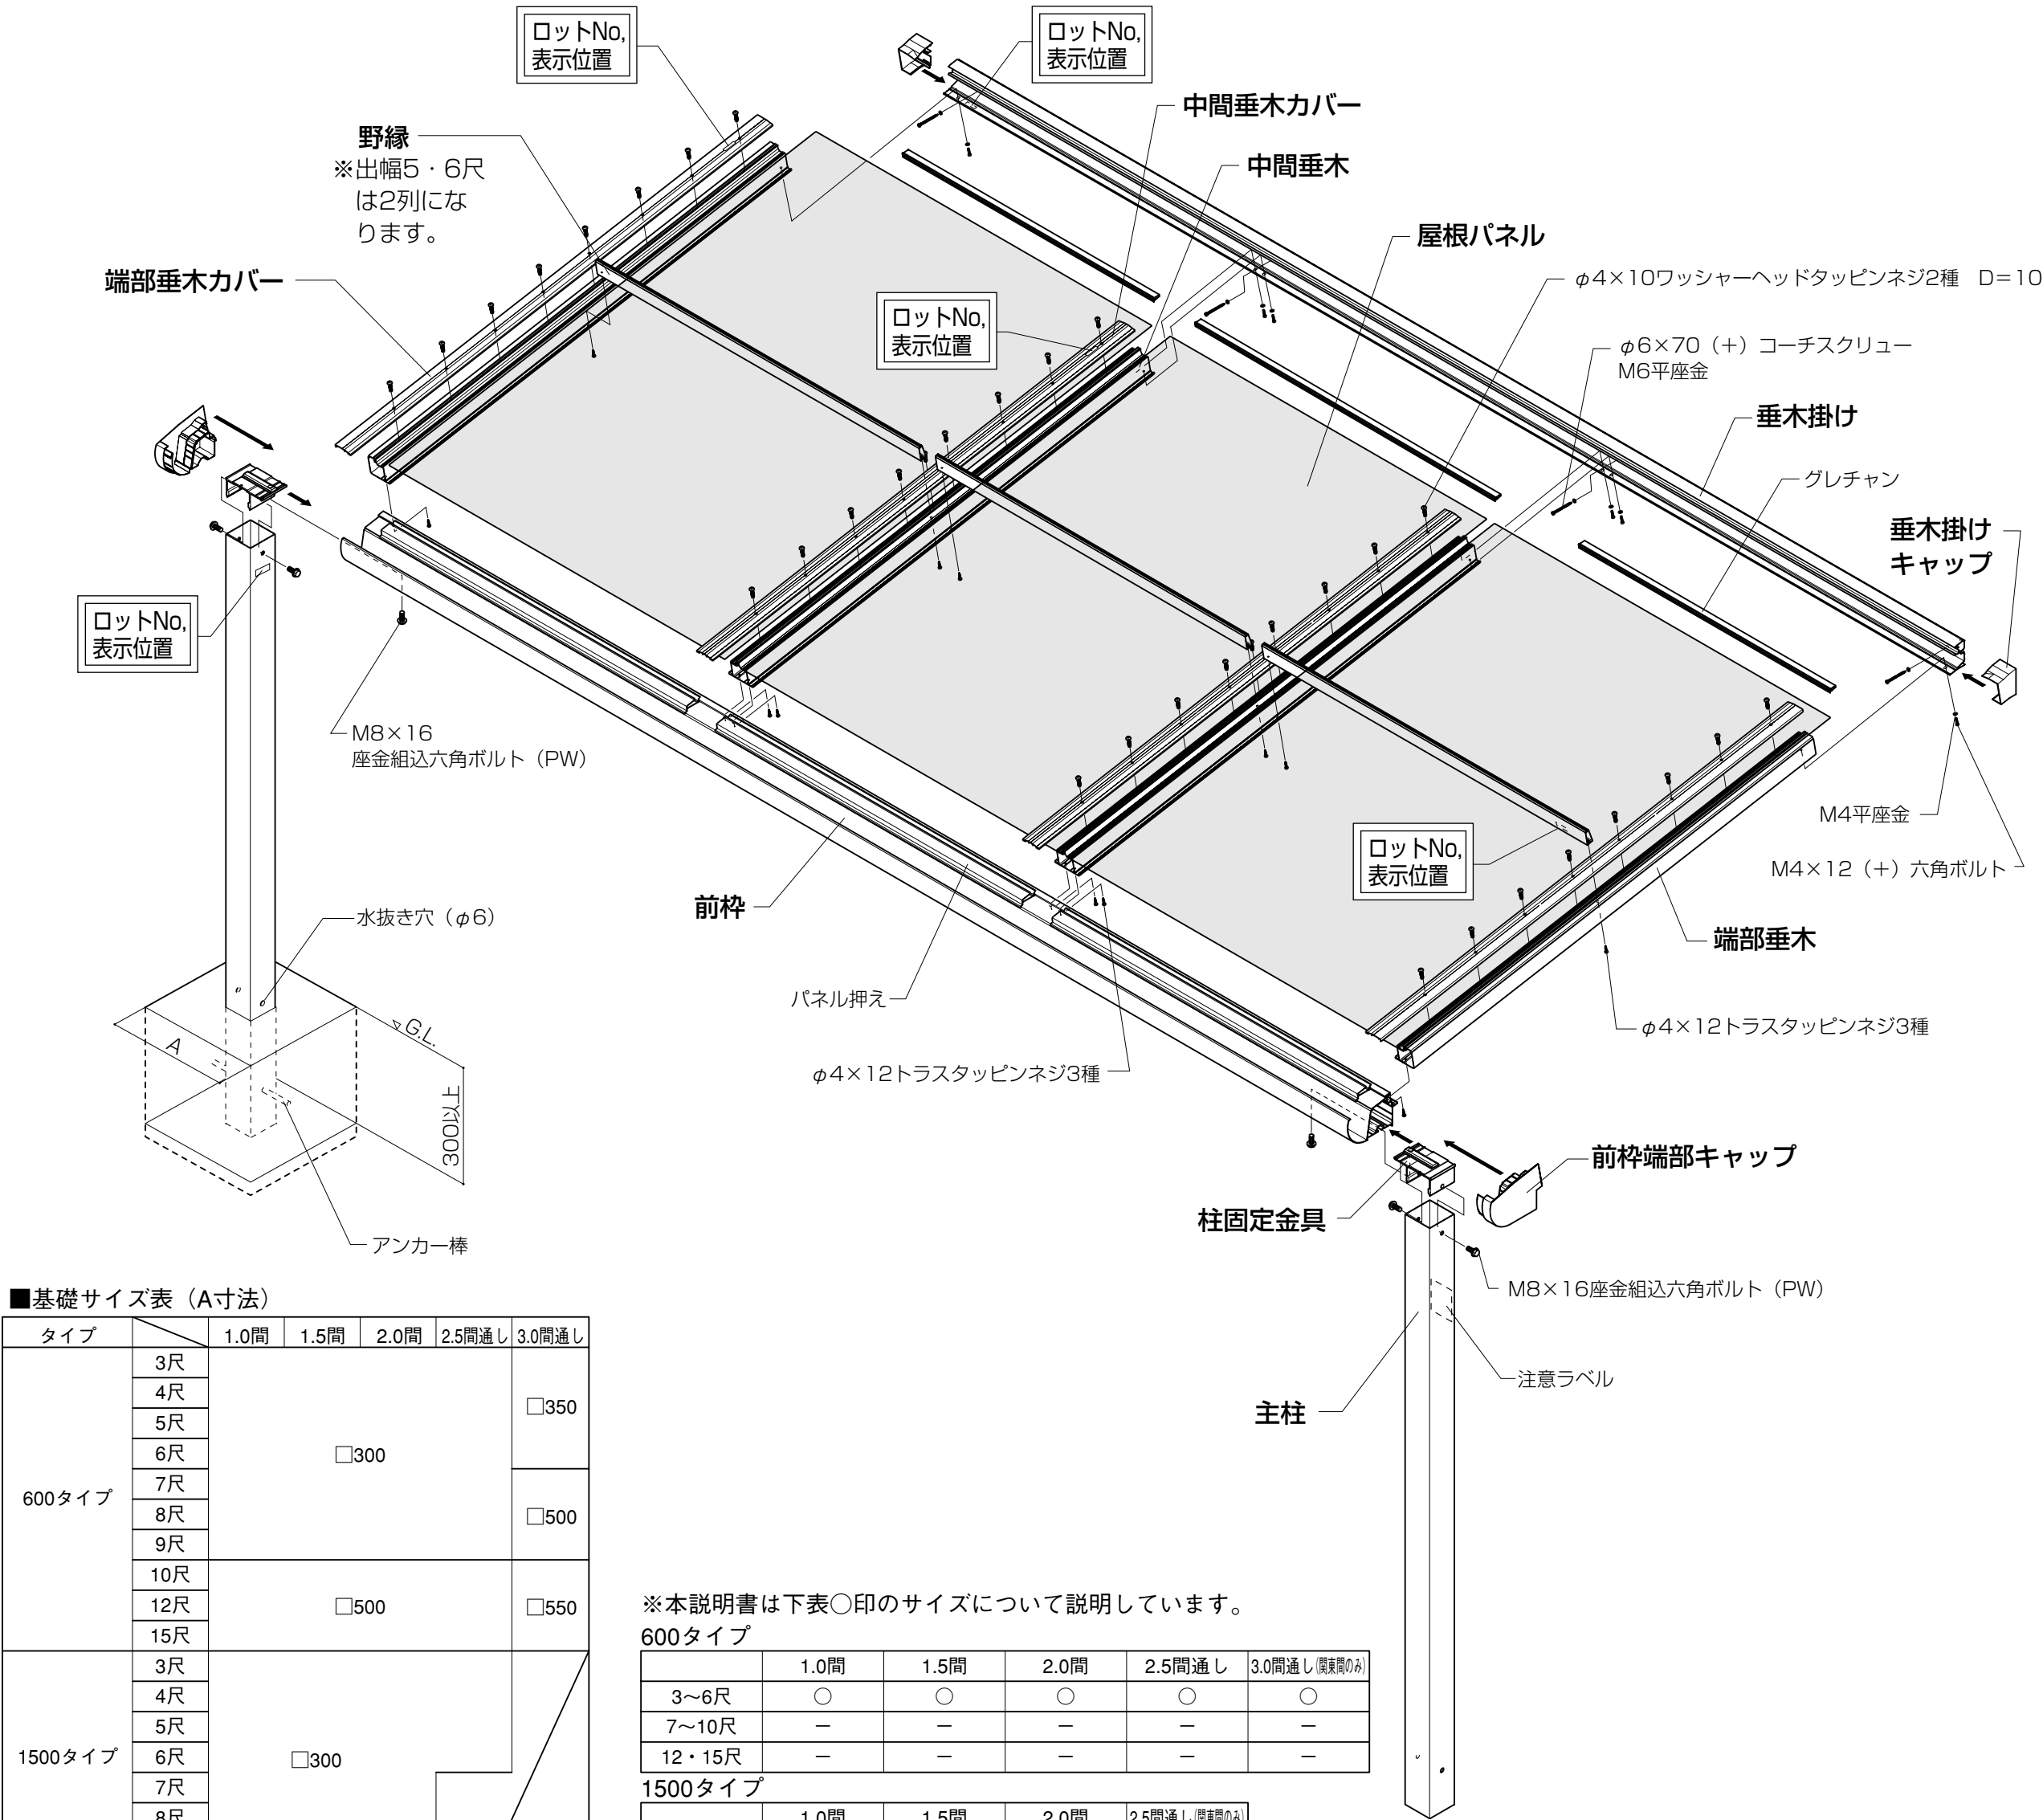 ロットNo,
表示位置
ロットNo,
表示位置
中間垂木カバー
野縁
※出幅5・6尺
は2列にな
ります。
中間垂木
屋根パネル
端部垂木カバー
φ4×10ワッシャーヘッドタッピンネジ2種 D=10
ロットNo,
表示位置
φ6×70（+）コーチスクリュー
M6平座金
垂木掛け
グレチャン
垂木掛け
キャップ
ロットNo,
表示位置
M8×16
座金組込六角ボルト（PW）
M4平座金
ロットNo,
表示位置
M4×12（+）六角ボルト
前枠
水抜き穴（φ6）
端部垂木
パネル押え
G.L.
φ4×12トラスタッピンネジ3種
A
φ4×12トラスタッピンネジ3種
300以上
前枠端部キャップ
柱固定金具
アンカー棒
M8×16座金組込六角ボルト（PW）
注意ラベル
主柱
■基礎サイズ表（A寸法）
タイプ 1.0間 1.5間 2.0間 2.5間通し 3.0間通し
600タイプ
3尺
4尺
5尺
6尺
7尺
8尺
9尺
10尺
12尺
15尺
□300
□350
□500
□500
□550
1500タイプ
3尺
4尺
5尺
6尺
7尺
8尺
□300
※本説明書は下表○印のサイズについて説明しています。
600タイプ
1.0間 1.5間 2.0間 2.5間通し 3.0間通し(関東間のみ)
3〜6尺 ○ ○ ○ ○ ○
7〜10尺 － － － － －
12・15尺 － － － － －
1500タイプ
1.0間 1.5間 2.0間 2.5間通し(関東間のみ)